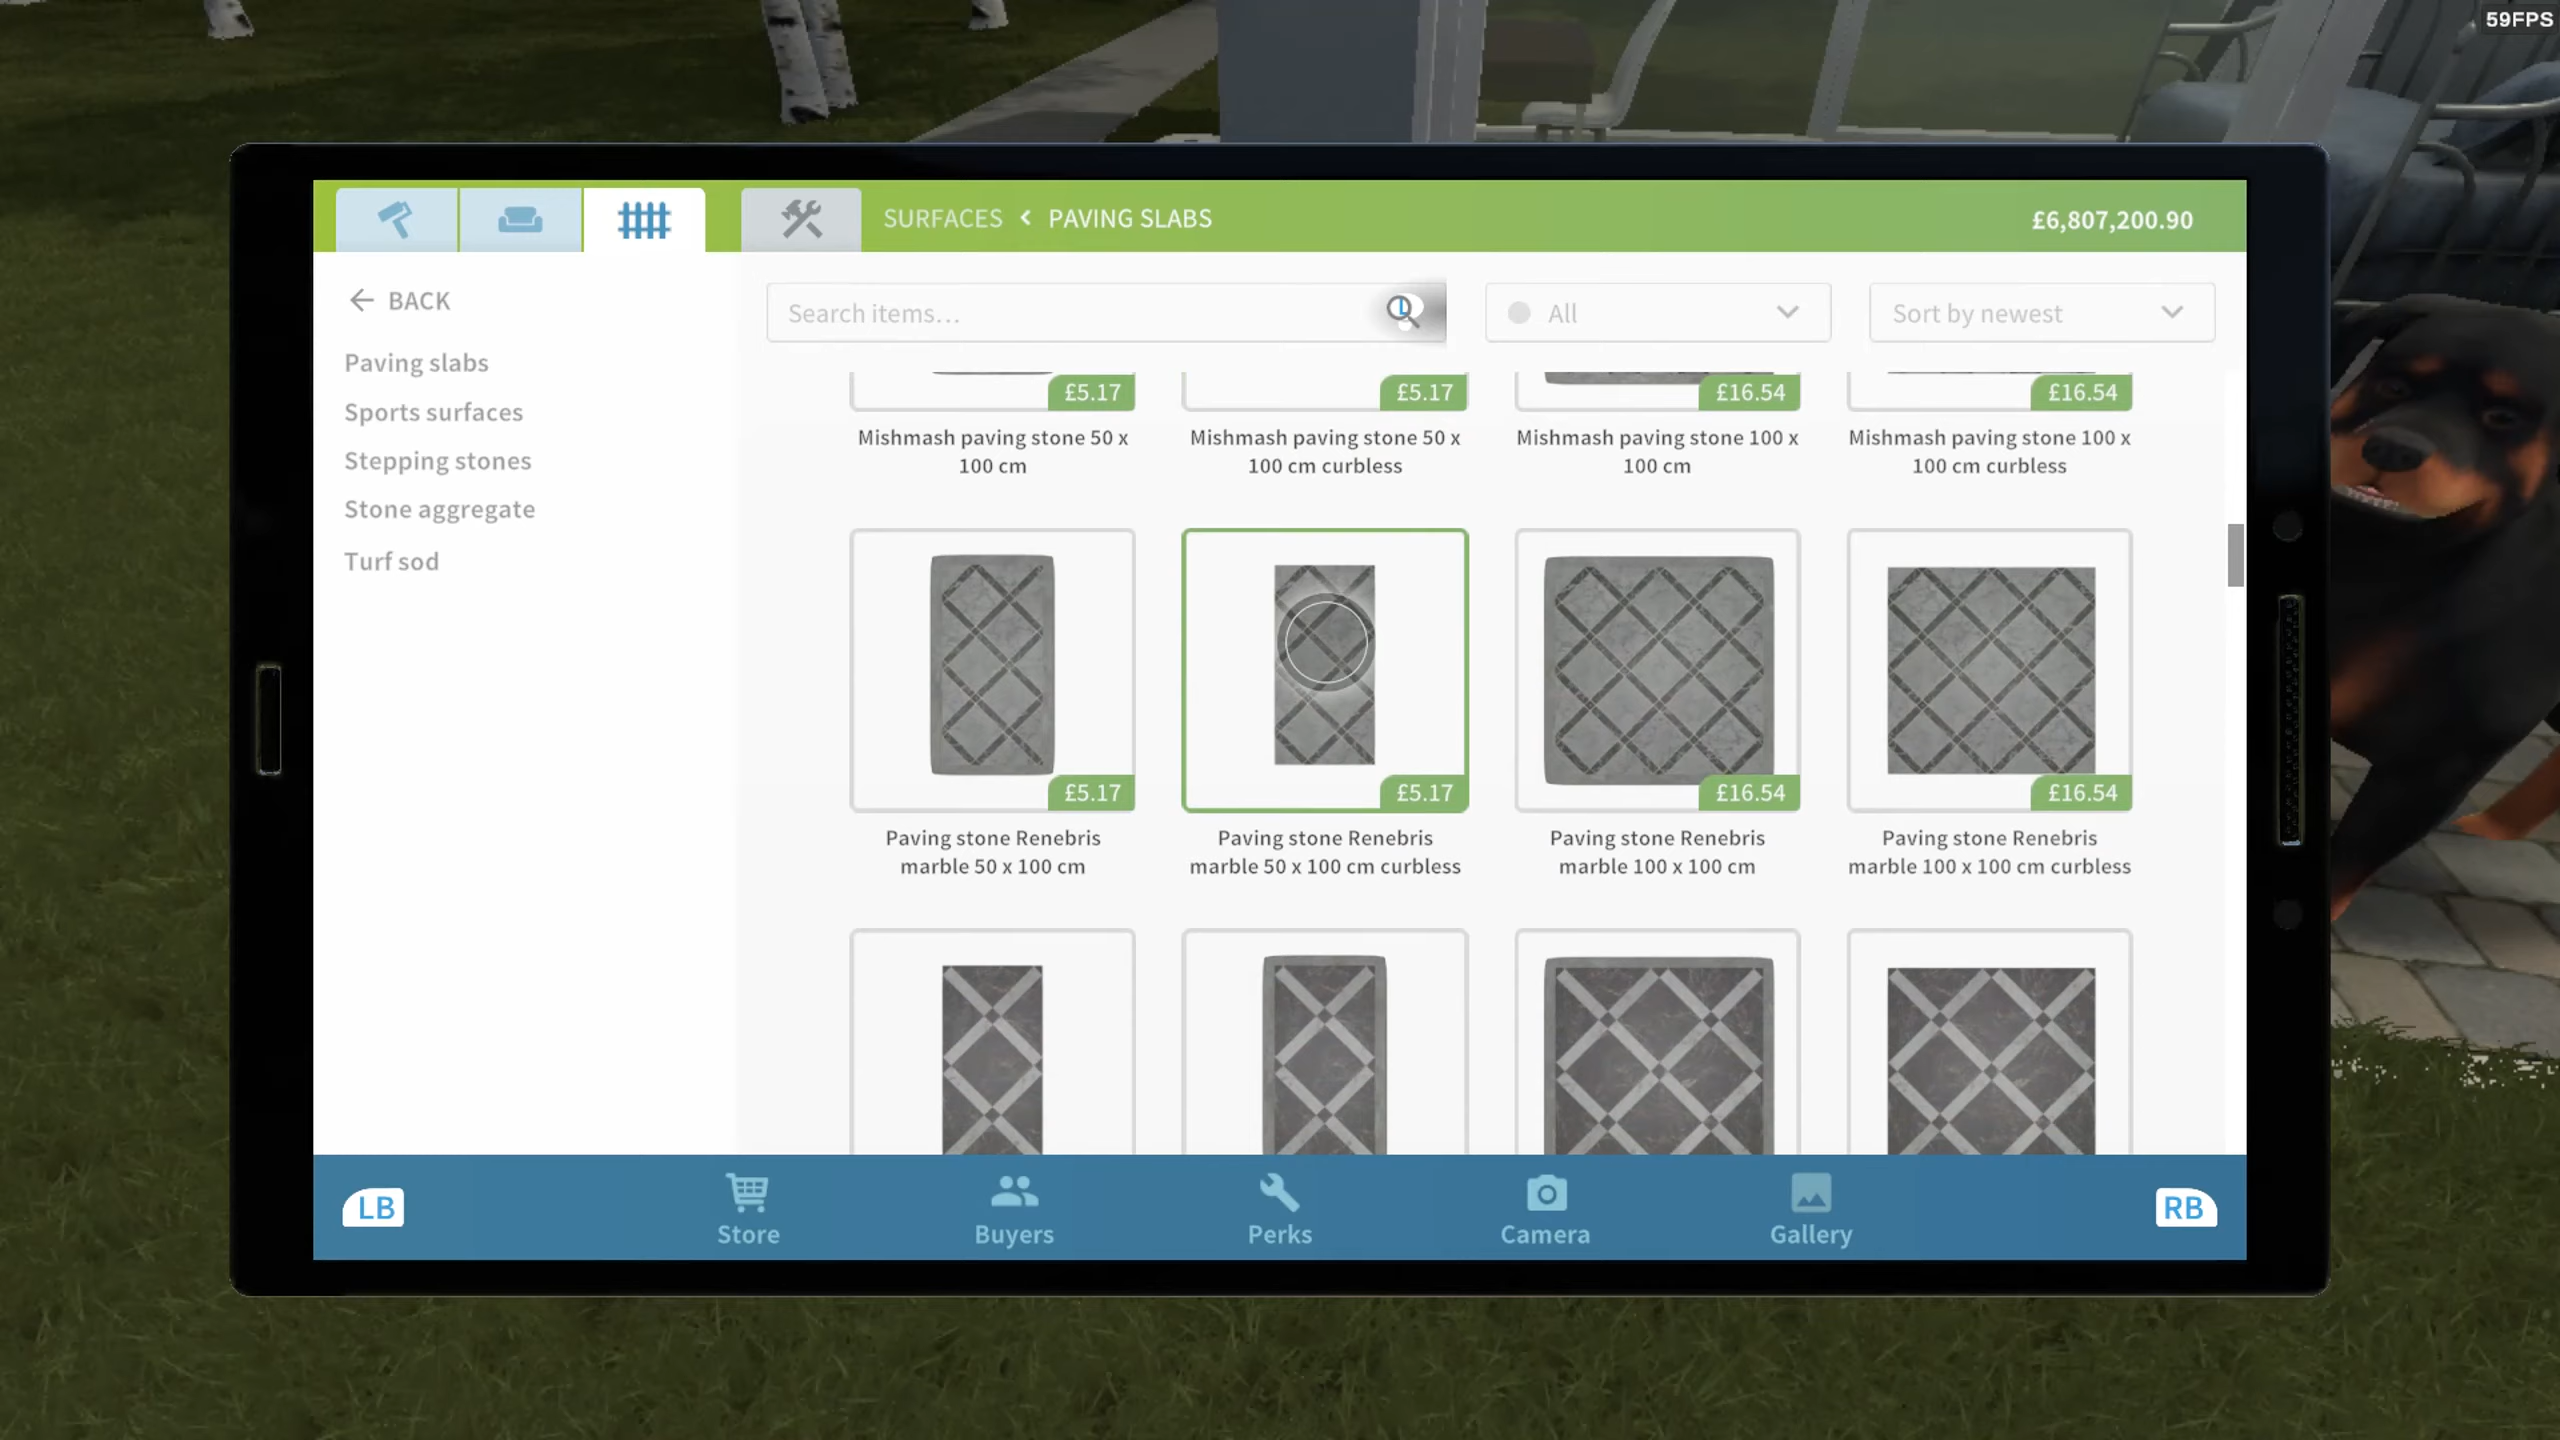 59FPS
SURFACES < PAVING SLABS
£6,807,200.90
BACK
Search items...
All
Sort by newest
Paving slabs
Sports surfaces
Stepping stones
Stone aggregate
Turf sod
£5.17
£5.17
£16.54
£16.54
Mishmash paving stone 50 x
100 cm
Mishmash paving stone 50 x
100 cm curbless
Mishmash paving stone 100 x
100 cm
Mishmash paving stone 100 x
100 cm curbless
£5.17
£5.17
£16.54
£16.54
Paving stone Renebris
marble 50 x 100 cm
Paving stone Renebris
marble 50 x 100 cm curbless
Paving stone Renebris
marble 100 x 100 cm
Paving stone Renebris
marble 100 x 100 cm curbless
LB
Store
Buyers
Perks
Camera
Gallery
RB